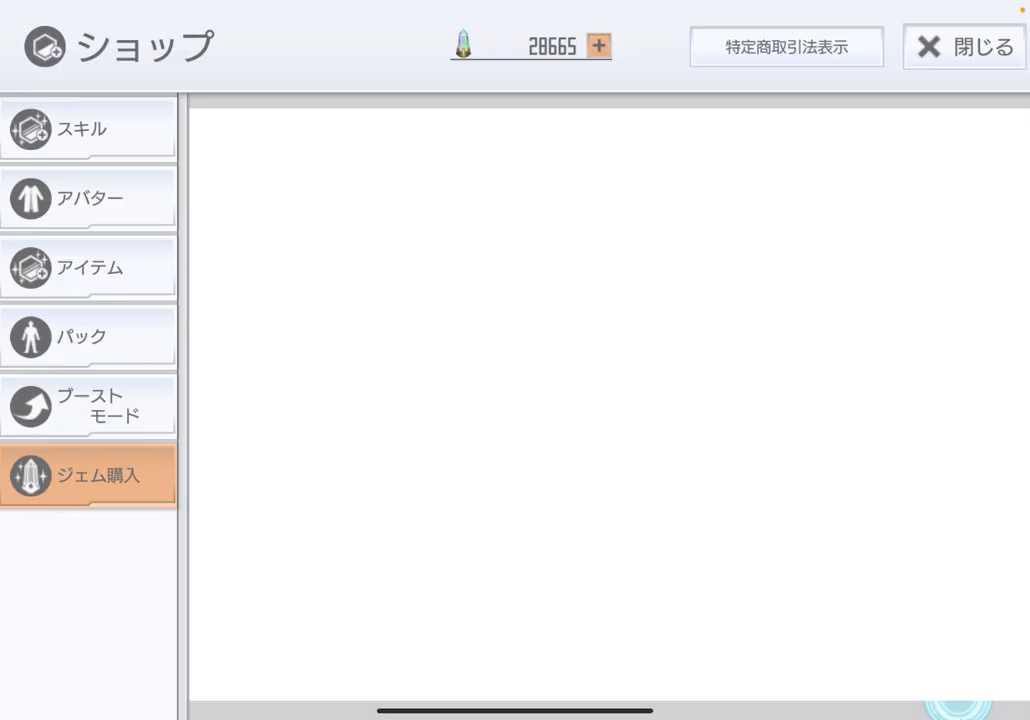 ショップ
28665
特定商取引法表示
閉じる
スキル
アバター
アイテム
パック
ブースト
モード
ジェム購入